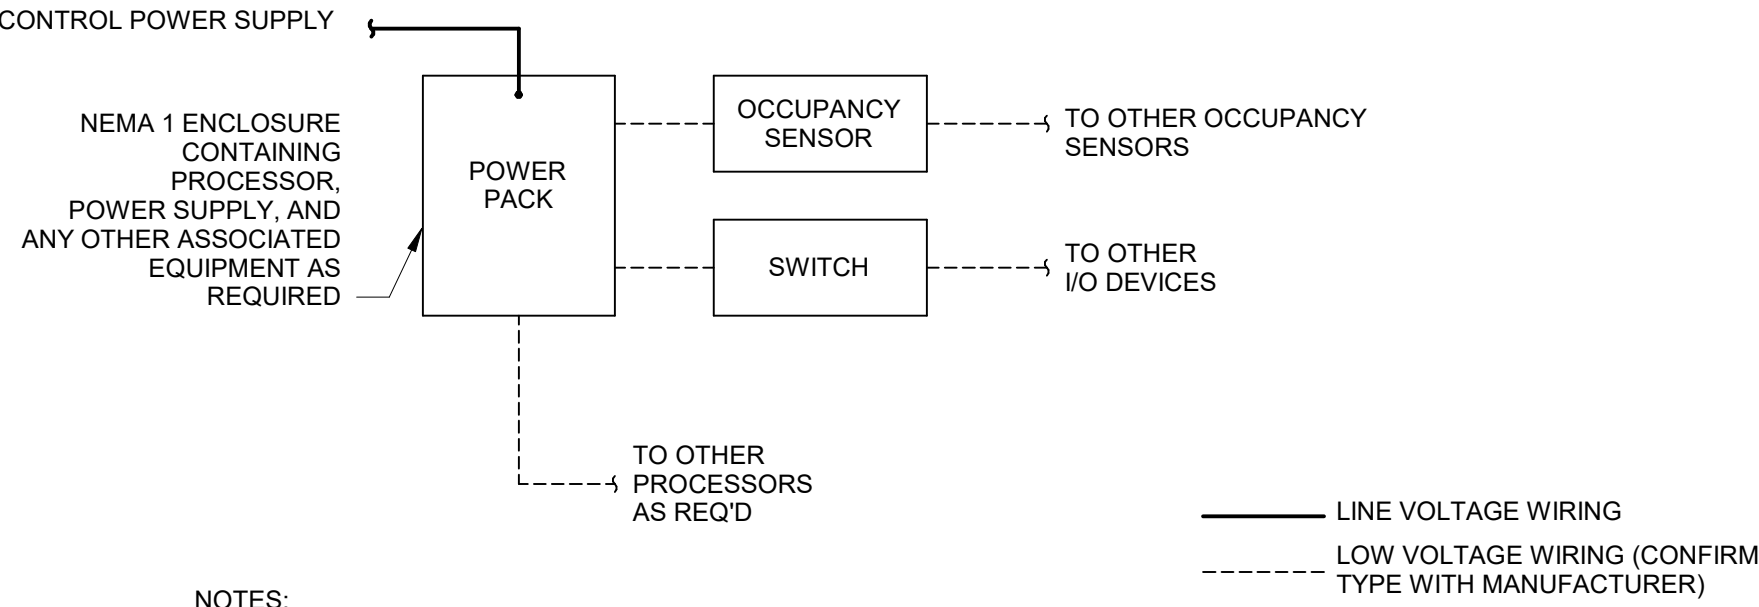 CONTROL POWER SUPPLY
NEMA 1 ENCLOSURE
CONTAINING
PROCESSOR,
POWER SUPPLY, AND
ANY OTHER ASSOCIATED
EQUIPMENT AS
REQUIRED
POWER
PACK
OCCUPANCY
SENSOR
TO OTHER OCCUPANCY
SENSORS
SWITCH
TO OTHER
I/O DEVICES
TO OTHER
PROCESSORS
AS REQ'D
LINE VOLTAGE WIRING
LOW VOLTAGE WIRING (CONFIRM
TYPE WITH MANUFACTURER)
NOTES: